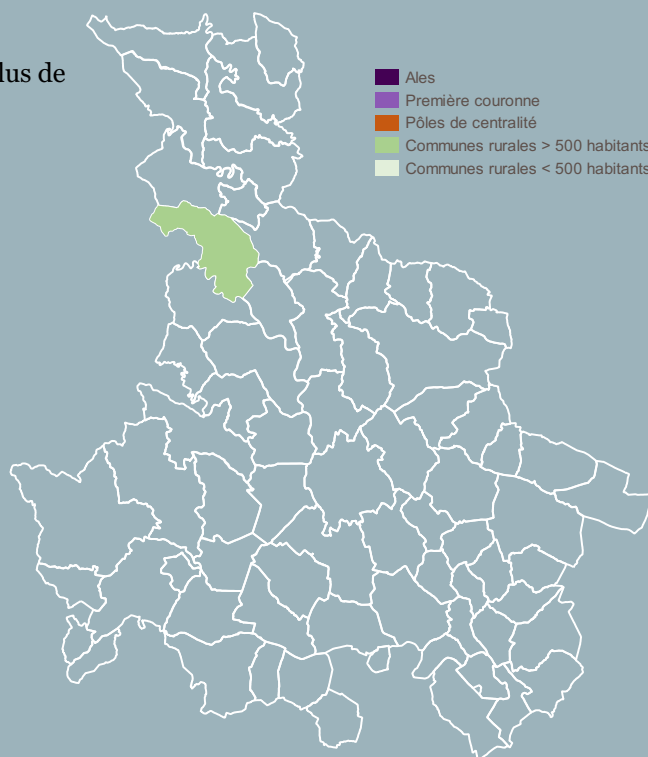 lus de
Ales
Première couronne
Pôles de centralité
Communes rurales > 500 habitants
Communes rurales < 500 habitants